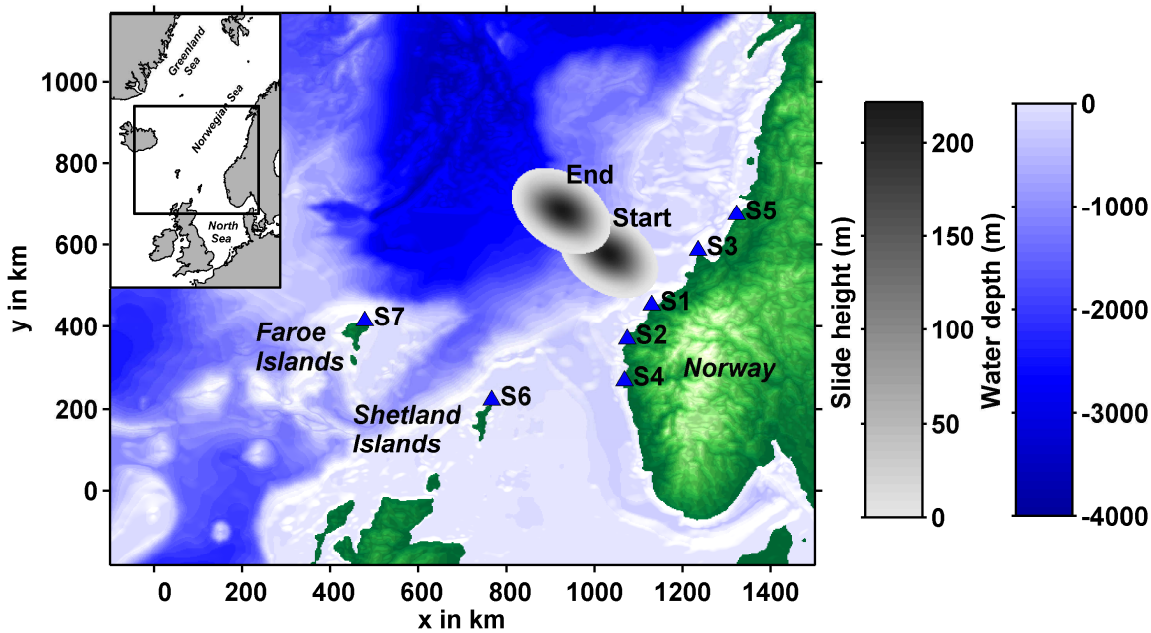 Greenland
Sea
Norwegian Sea
North
Sea
1000
800
600
400
200
0
y in km
End
Start
S5
S3
S1
S2
S4
S7
S6
Faroe
Islands
Shetland
Islands
Norway
0
200
400
600
800
1000
1200
1400
x in km
200
150
100
50
0
Slide height (m)
0
-1000
-2000
-3000
-4000
Water depth (m)